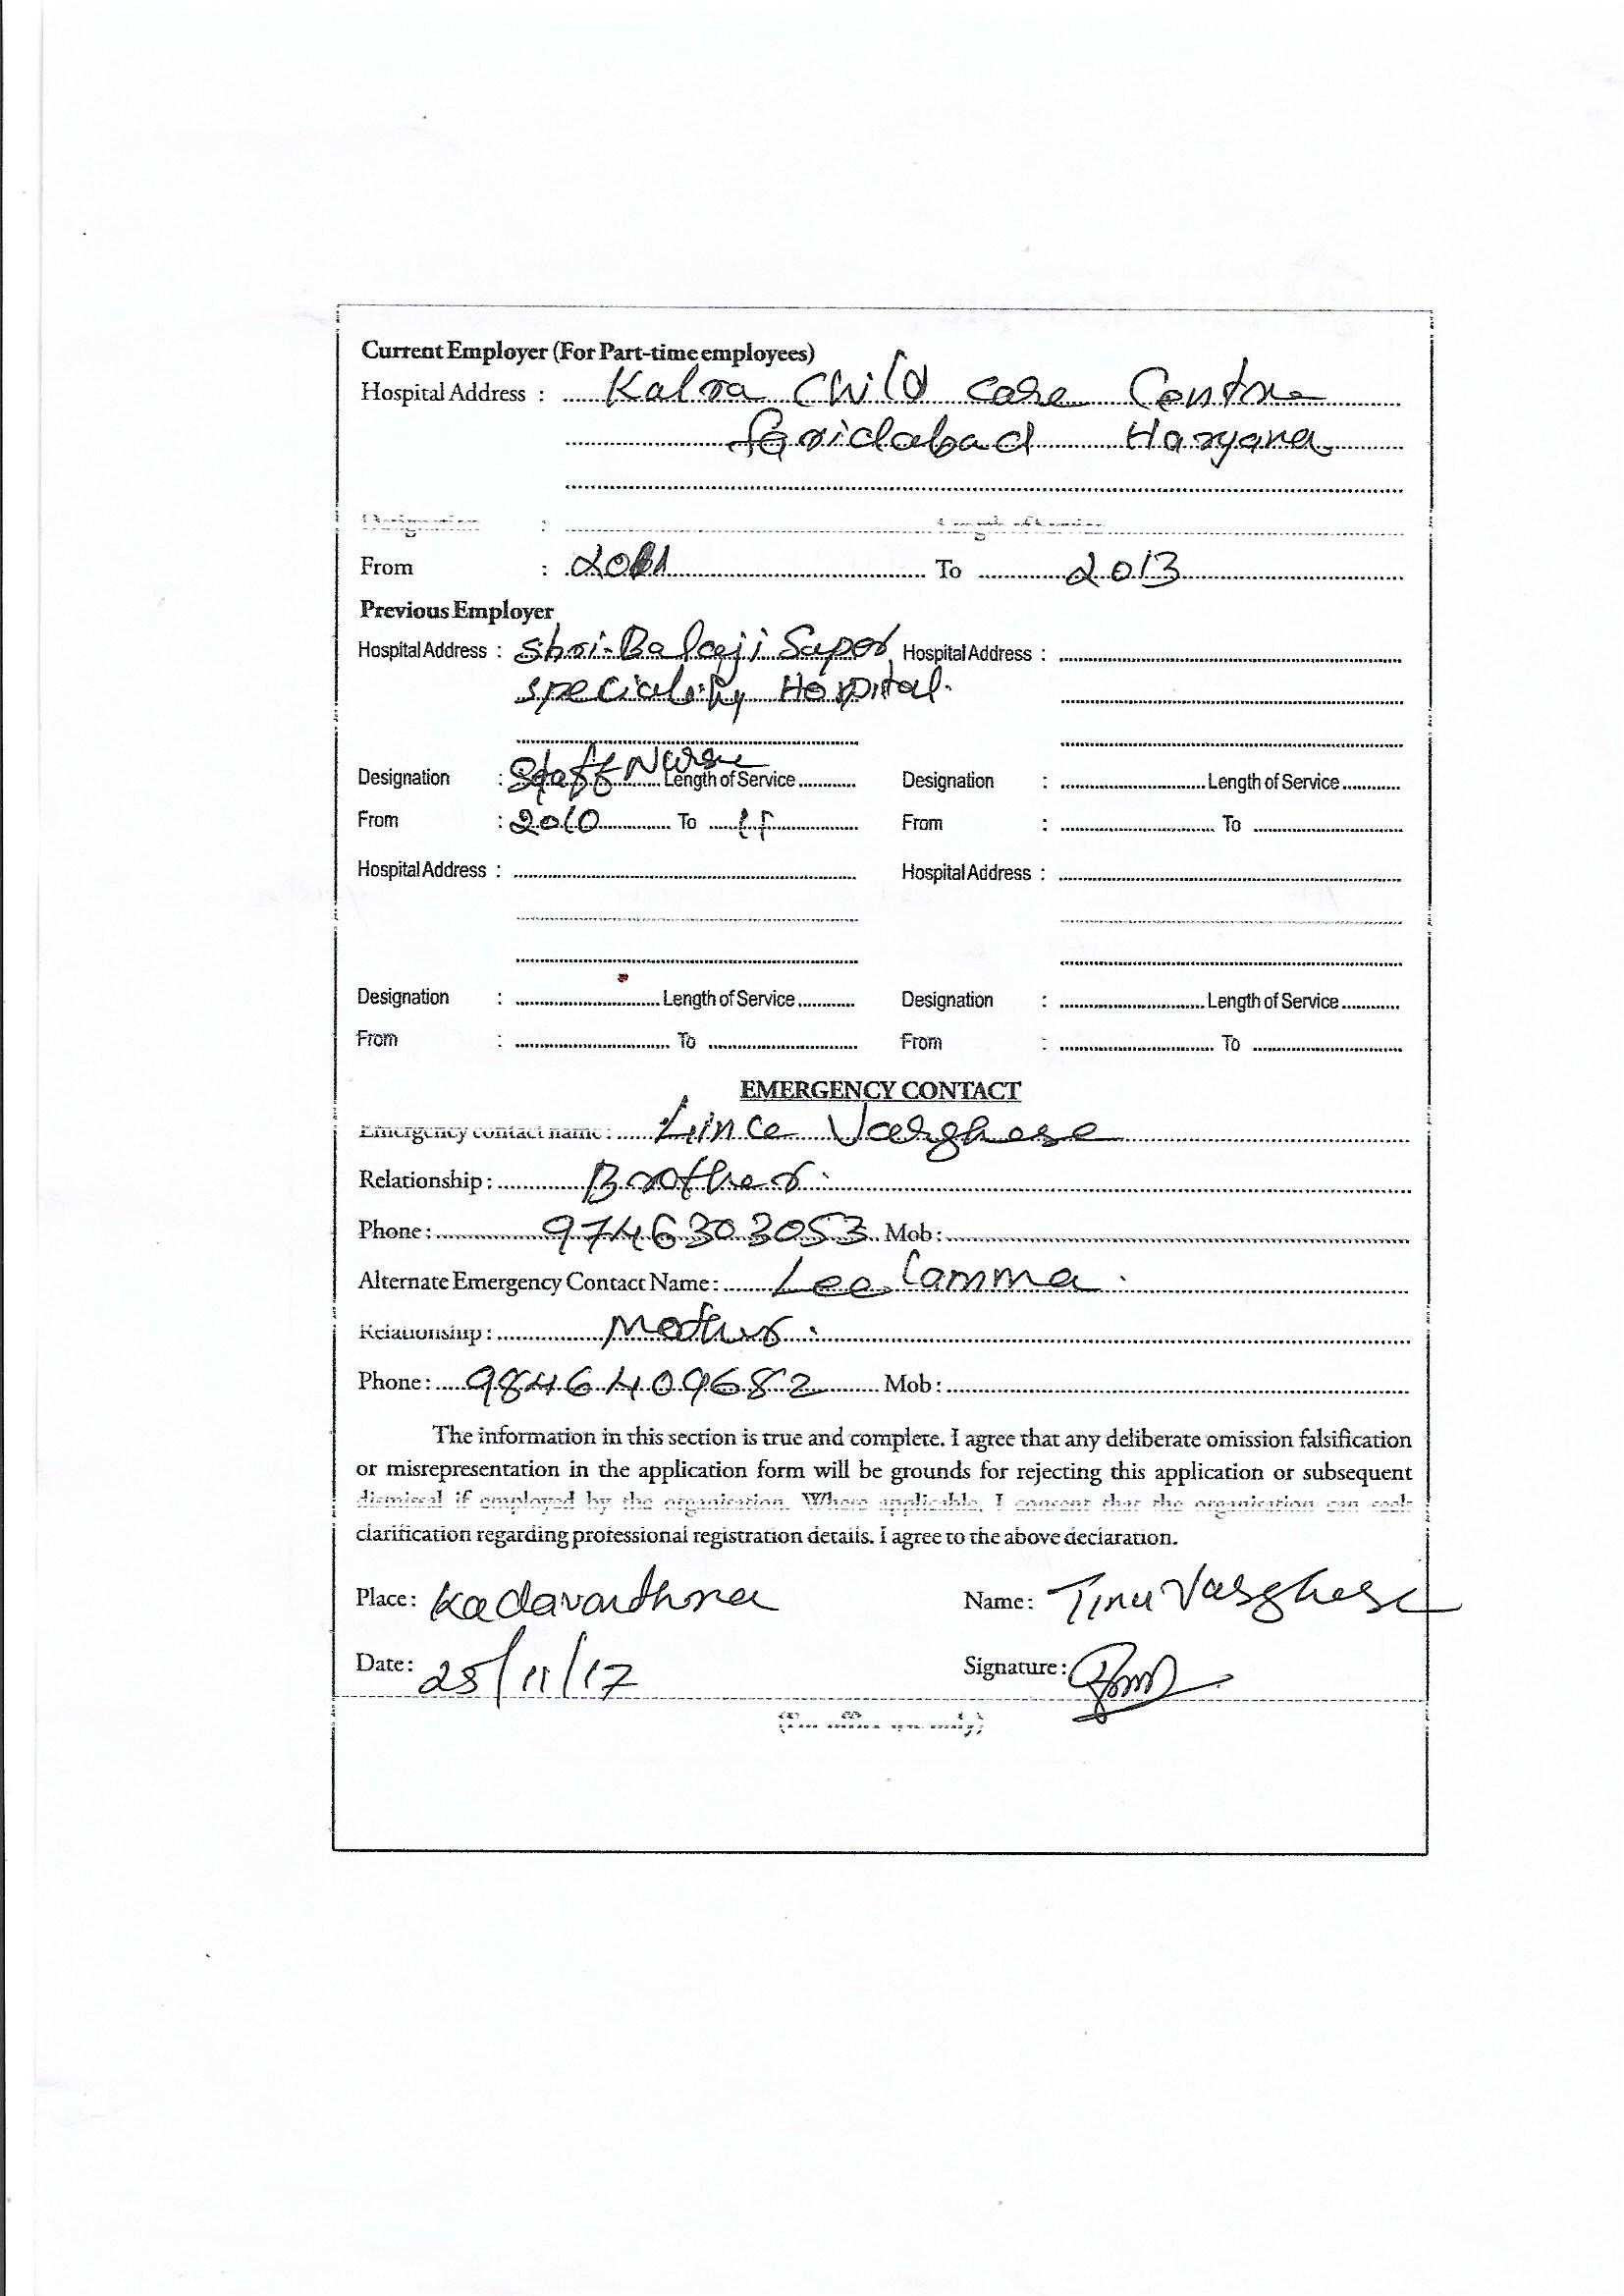 Current Employer (For Part-time employees)
Hospital Address : Kalra Child care Centre
faridabad Haryana
Designation : Length of Service
From : 2011 To 2013
Previous Employer
Hospital Address : Shri-Balaji Super Hospital Address :
speciality Hospital.
Designation : Staff Nurse Length of Service Designation : Length of Service
From : 2010 To 11 From : To
Hospital Address : Hospital Address :
Designation : Length of Service Designation : Length of Service
From : To From : To
EMERGENCY CONTACT
Emergency contact name : Lince Varghese
Relationship : Brother.
Phone : 9746303053 Mob :
Alternate Emergency Contact Name : Leelamma.
Relationship : Mother.
Phone : 9846409682 Mob :
The information in this section is true and complete. I agree that any deliberate omission falsification
or misrepresentation in the application form will be grounds for rejecting this application or subsequent
dismissal if employed by the organisation. Where applicable, I consent that the organisation can seek
clarification regarding professional registration details. I agree to the above declaration.
Place : Kadavanthra Name : Tinu Varghese
Date : 25/11/17 Signature :
(For office use only)